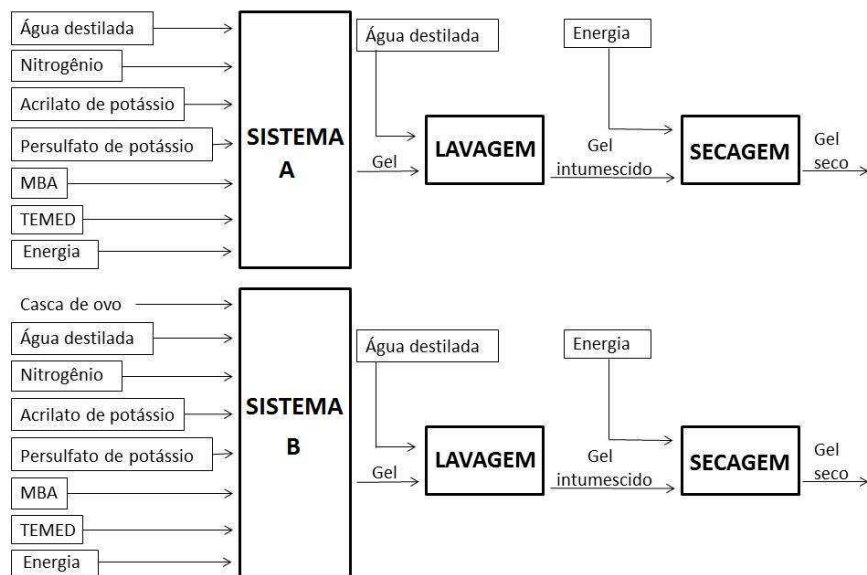 Água destilada
Nitrogênio
Acrilato de potássio
Persulfato de potássio
MBA
TEMED
Energia
SISTEMA
A
Água destilada
Gel
LAVAGEM
Energia
Gel
intumescido
SECAGEM
Gel
seco
Casca de ovo
Água destilada
Nitrogênio
Acrilato de potássio
Persulfato de potássio
MBA
TEMED
Energia
SISTEMA
B
Água destilada
Gel
LAVAGEM
Energia
Gel
intumescido
SECAGEM
Gel
seco